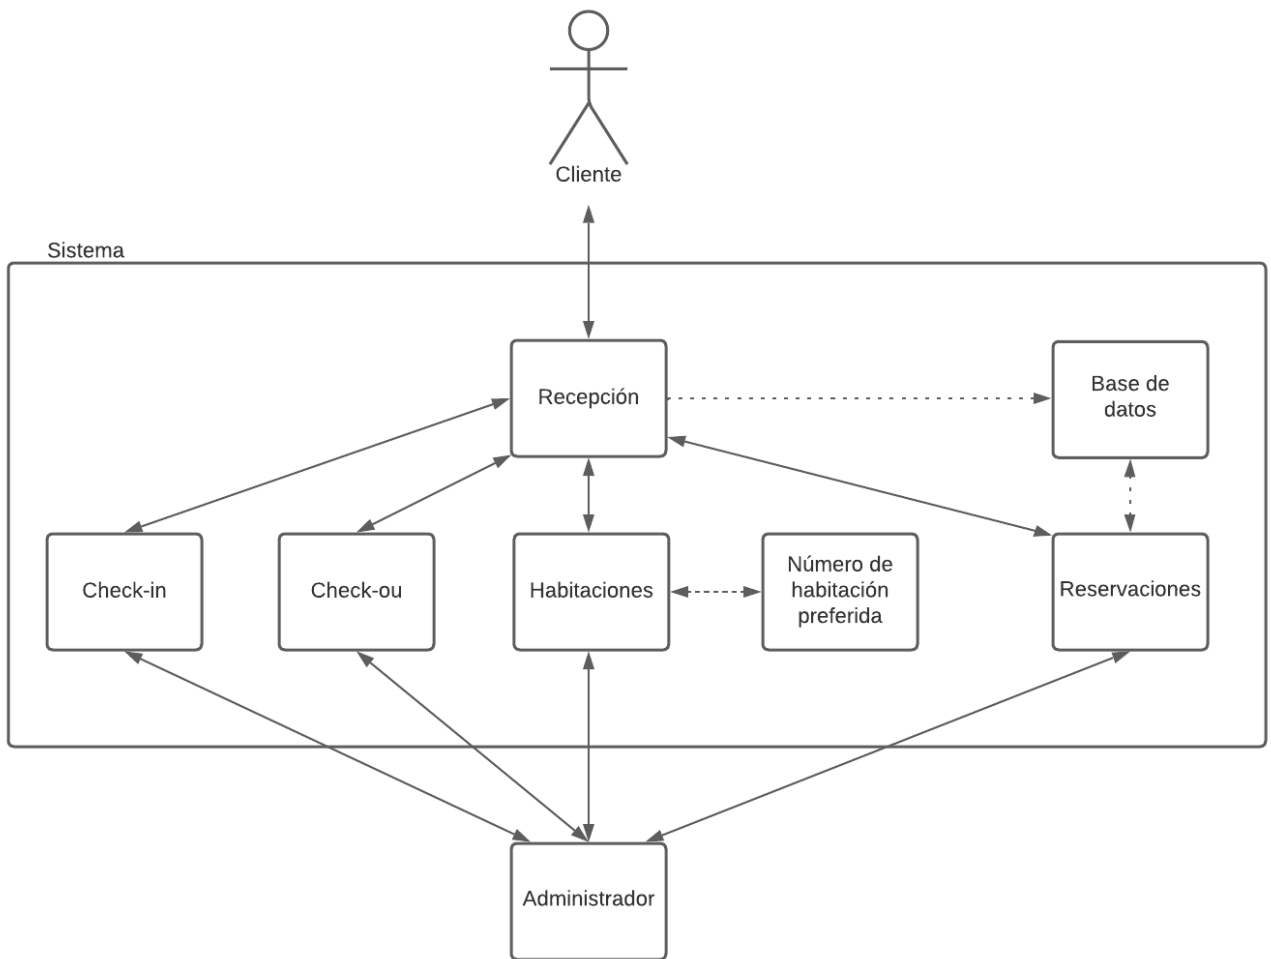 Cliente
Sistema
Recepción
Base de
datos
Check-in
Check-ou
Habitaciones
Número de
habitación
preferida
Reservaciones
Administrador